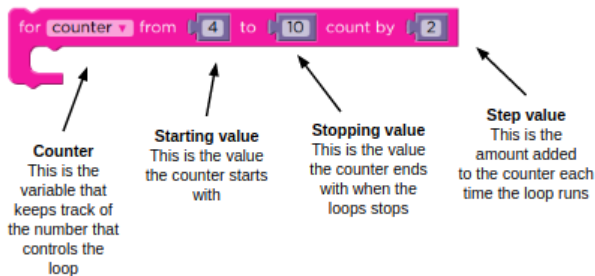 for counter from 4 to 10 count by 2
Counter
This is the
variable that
keeps track of
the number that
controls the
loop
Starting value
This is the value
the counter starts
with
Stopping value
This is the value
the counter ends
with when the
loops stops
Step value
This is the
amount added
to the counter each
time the loop runs